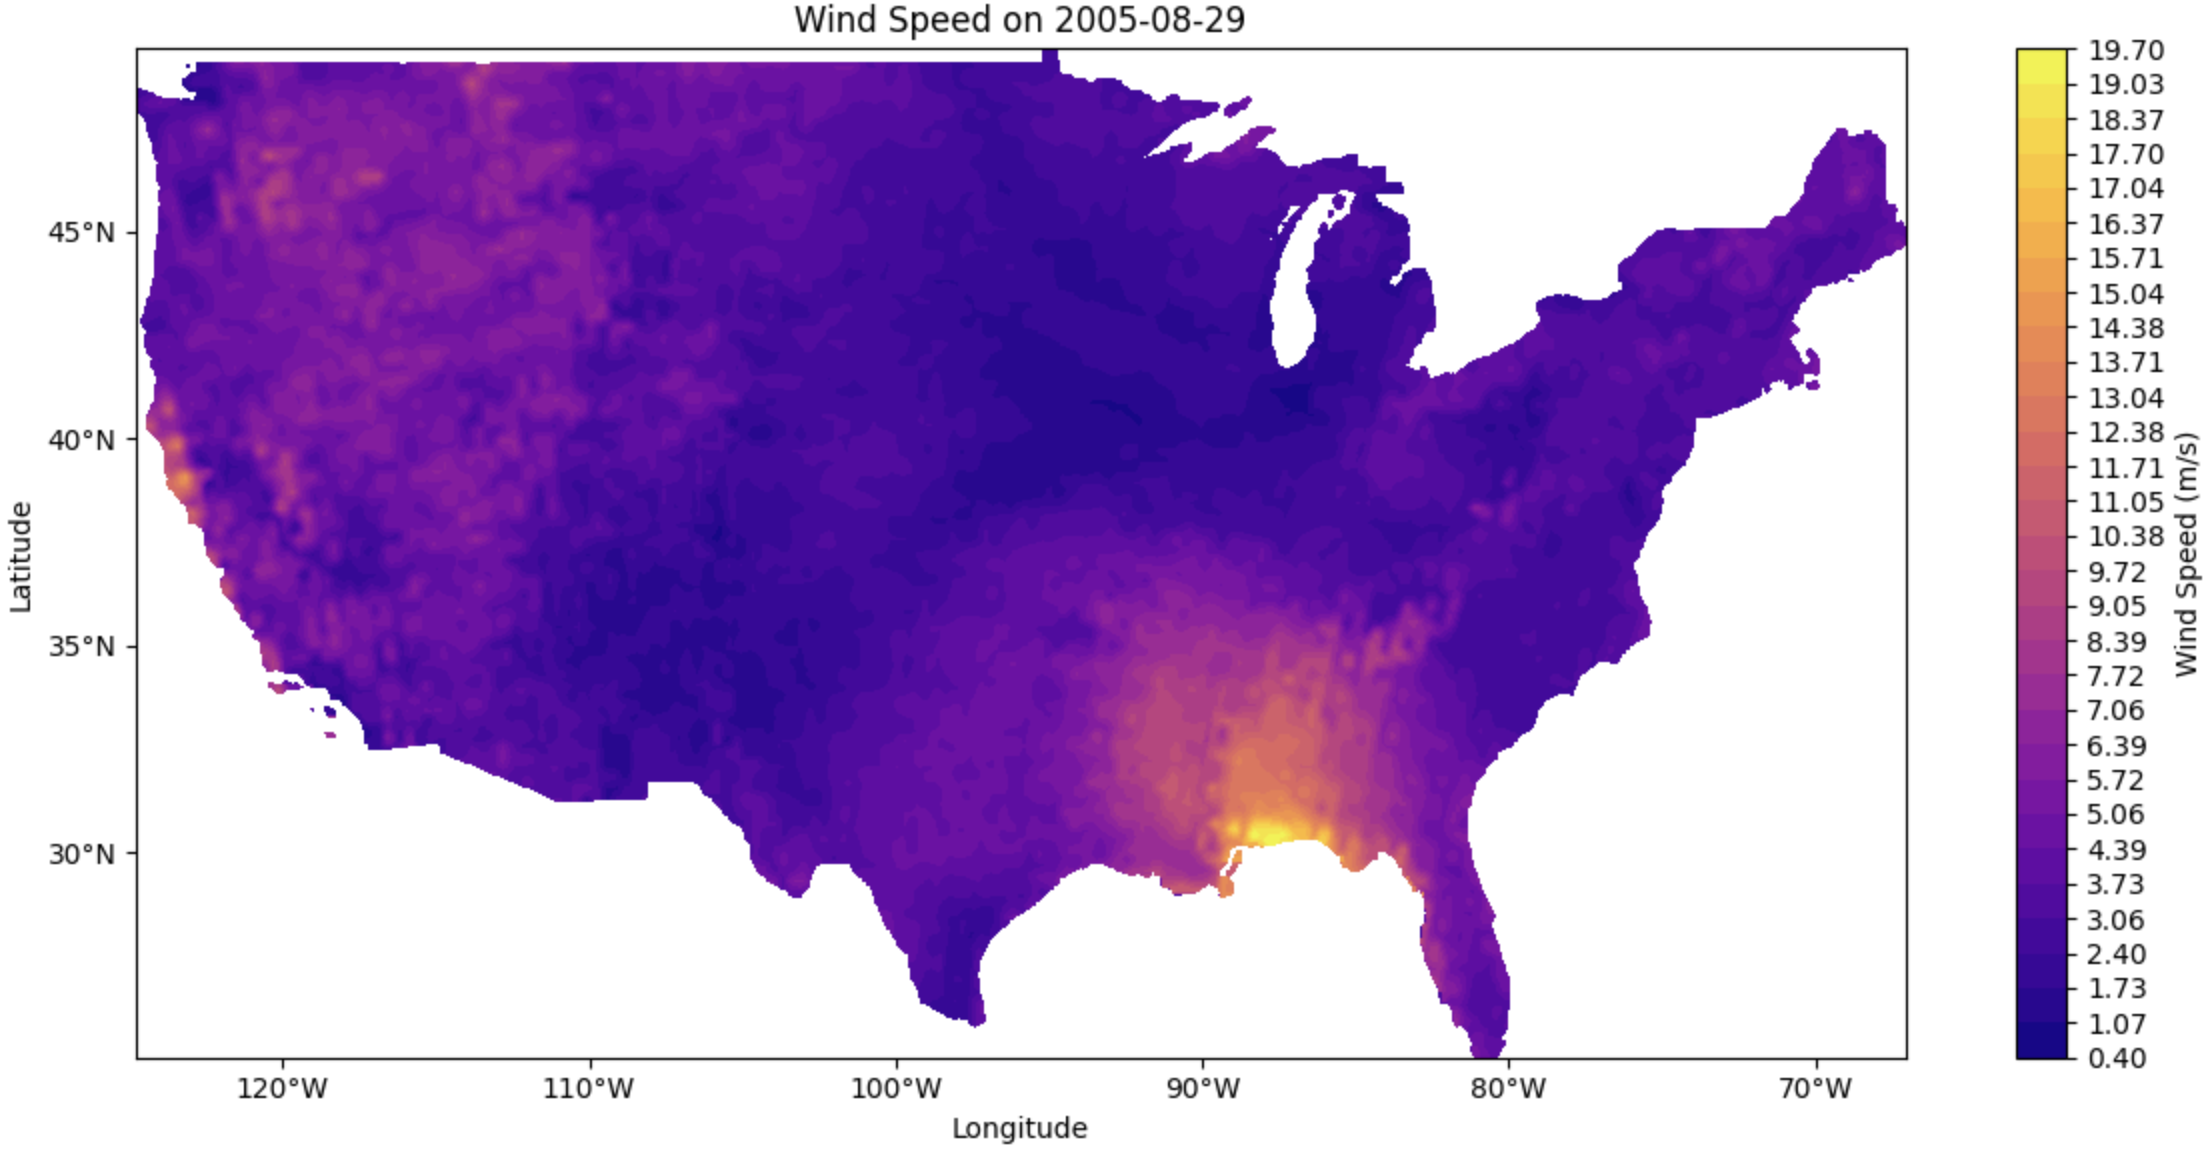 Wind Speed on 2005-08-29
45°N
40°N
35°N
30°N
Latitude
120°W
110°W
100°W
90°W
80°W
70°W
Longitude
19.70
19.03
18.37
17.70
17.04
16.37
15.71
15.04
14.38
13.71
13.04
12.38
11.71
11.05
10.38
9.72
9.05
8.39
7.72
7.06
6.39
5.72
5.06
4.39
3.73
3.06
2.40
1.73
1.07
0.40
Wind Speed (m/s)